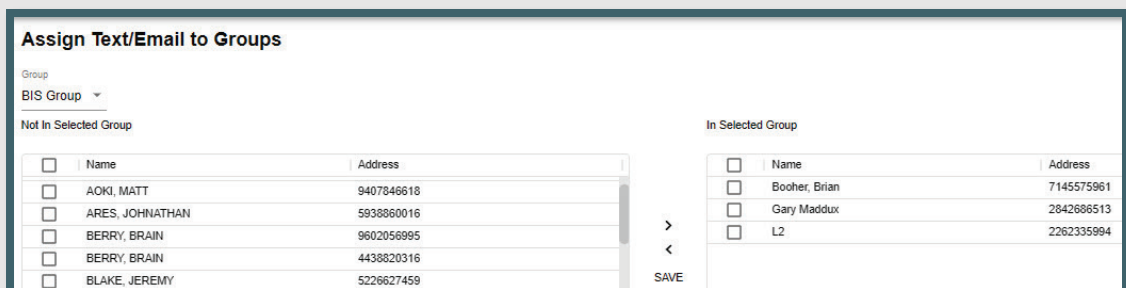 Assign Text/Email to Groups
Group
BIS Group
Not In Selected Group
Name Address
AOKI, MATT 9407846618
ARES, JOHNATHAN 5938860016
BERRY, BRAIN 9602056995
BERRY, BRAIN 4438820316
BLAKE, JEREMY 5226627459
>
<
SAVE
In Selected Group
Name Address
Booher, Brian 7145575961
Gary Maddux 2842686513
L2 2262335994